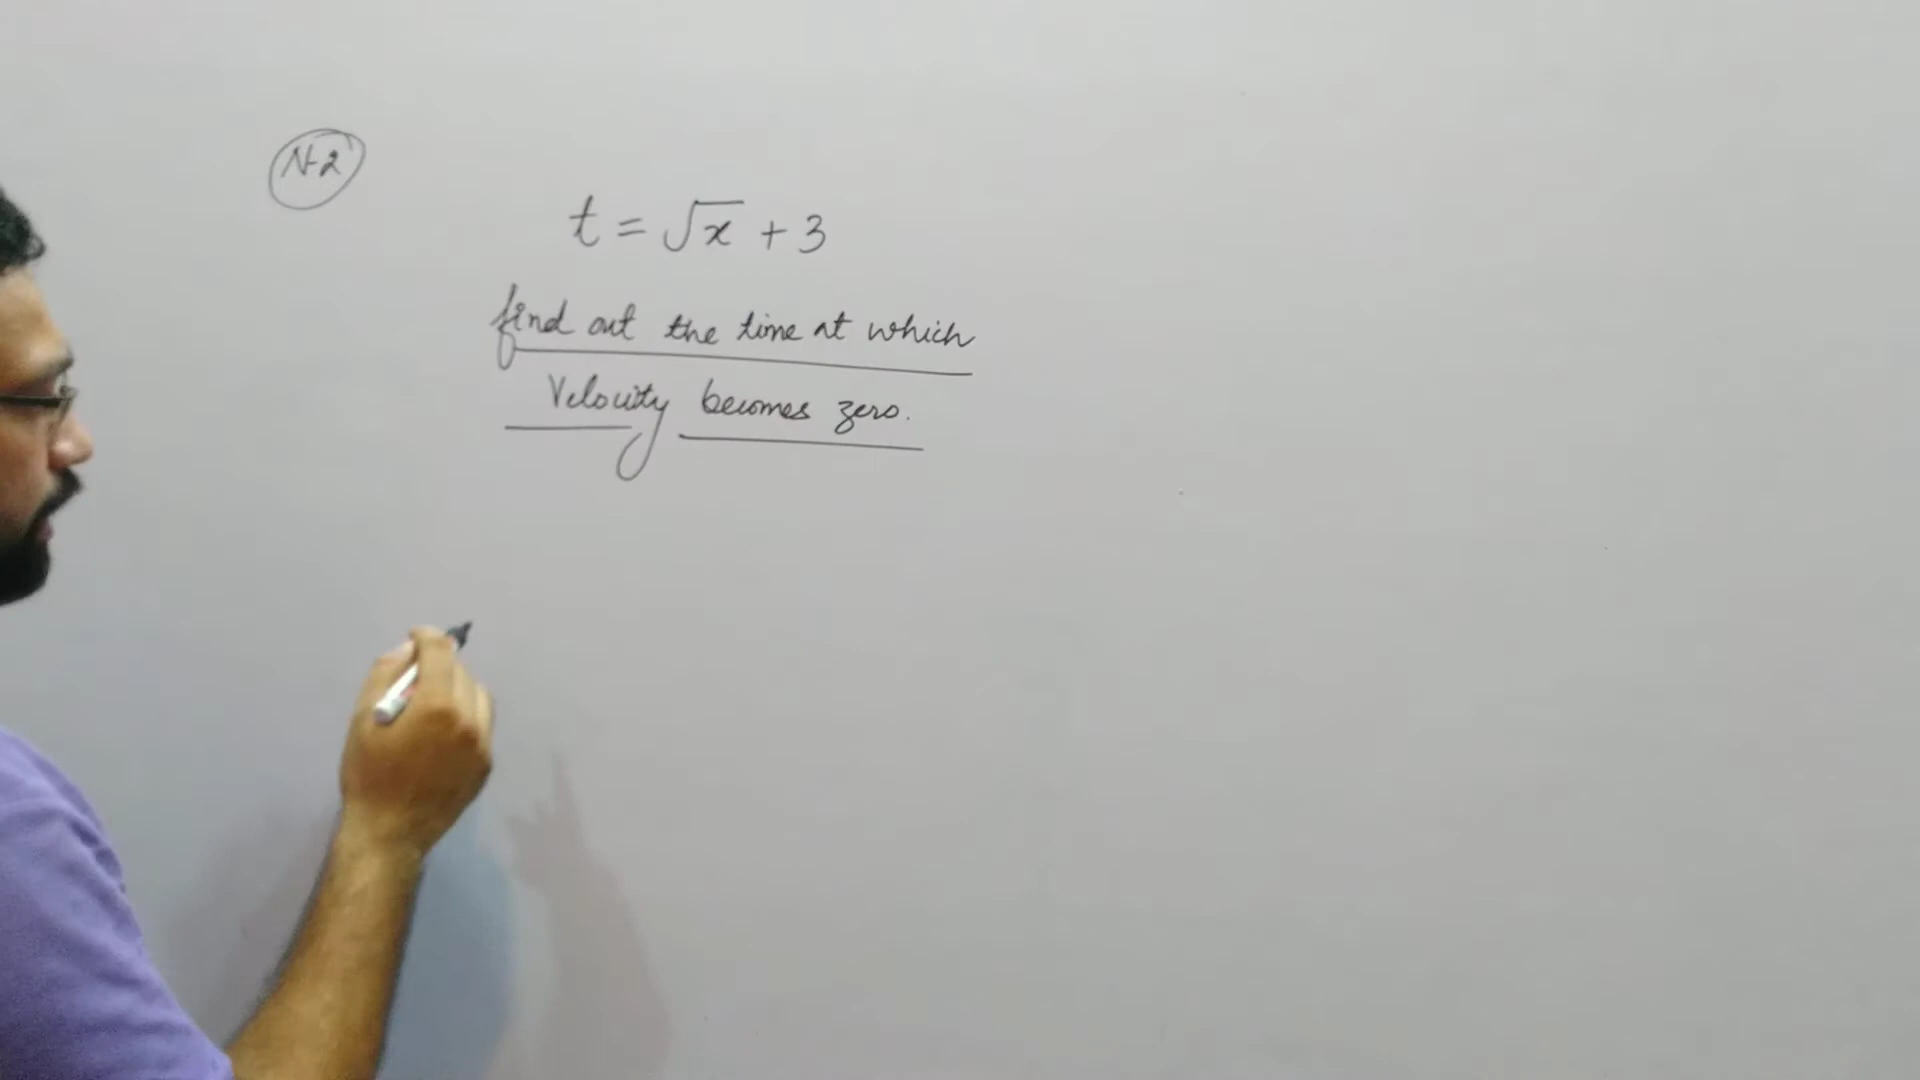 N-2
t = √x + 3
find out the time at which
Velocity becomes zero.